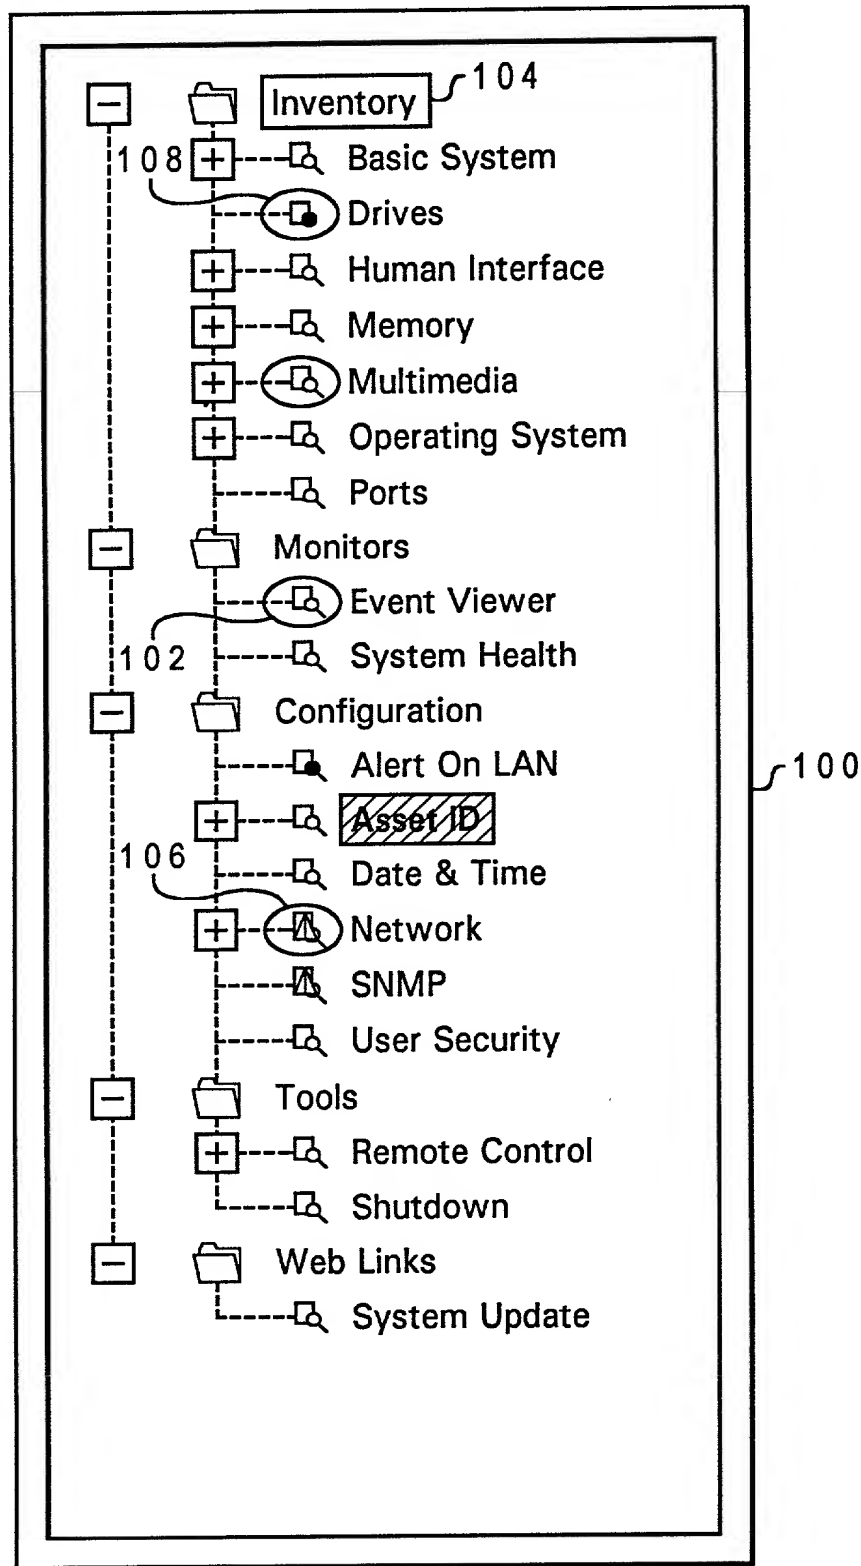 Inventory 104
108 Basic System
Drives
Human Interface
Memory
Multimedia
Operating System
Ports
Monitors
Event Viewer
102 System Health
Configuration
Alert On LAN
100
Asset ID
106
Date & Time
Network
SNMP
User Security
Tools
Remote Control
Shutdown
Web Links
System Update